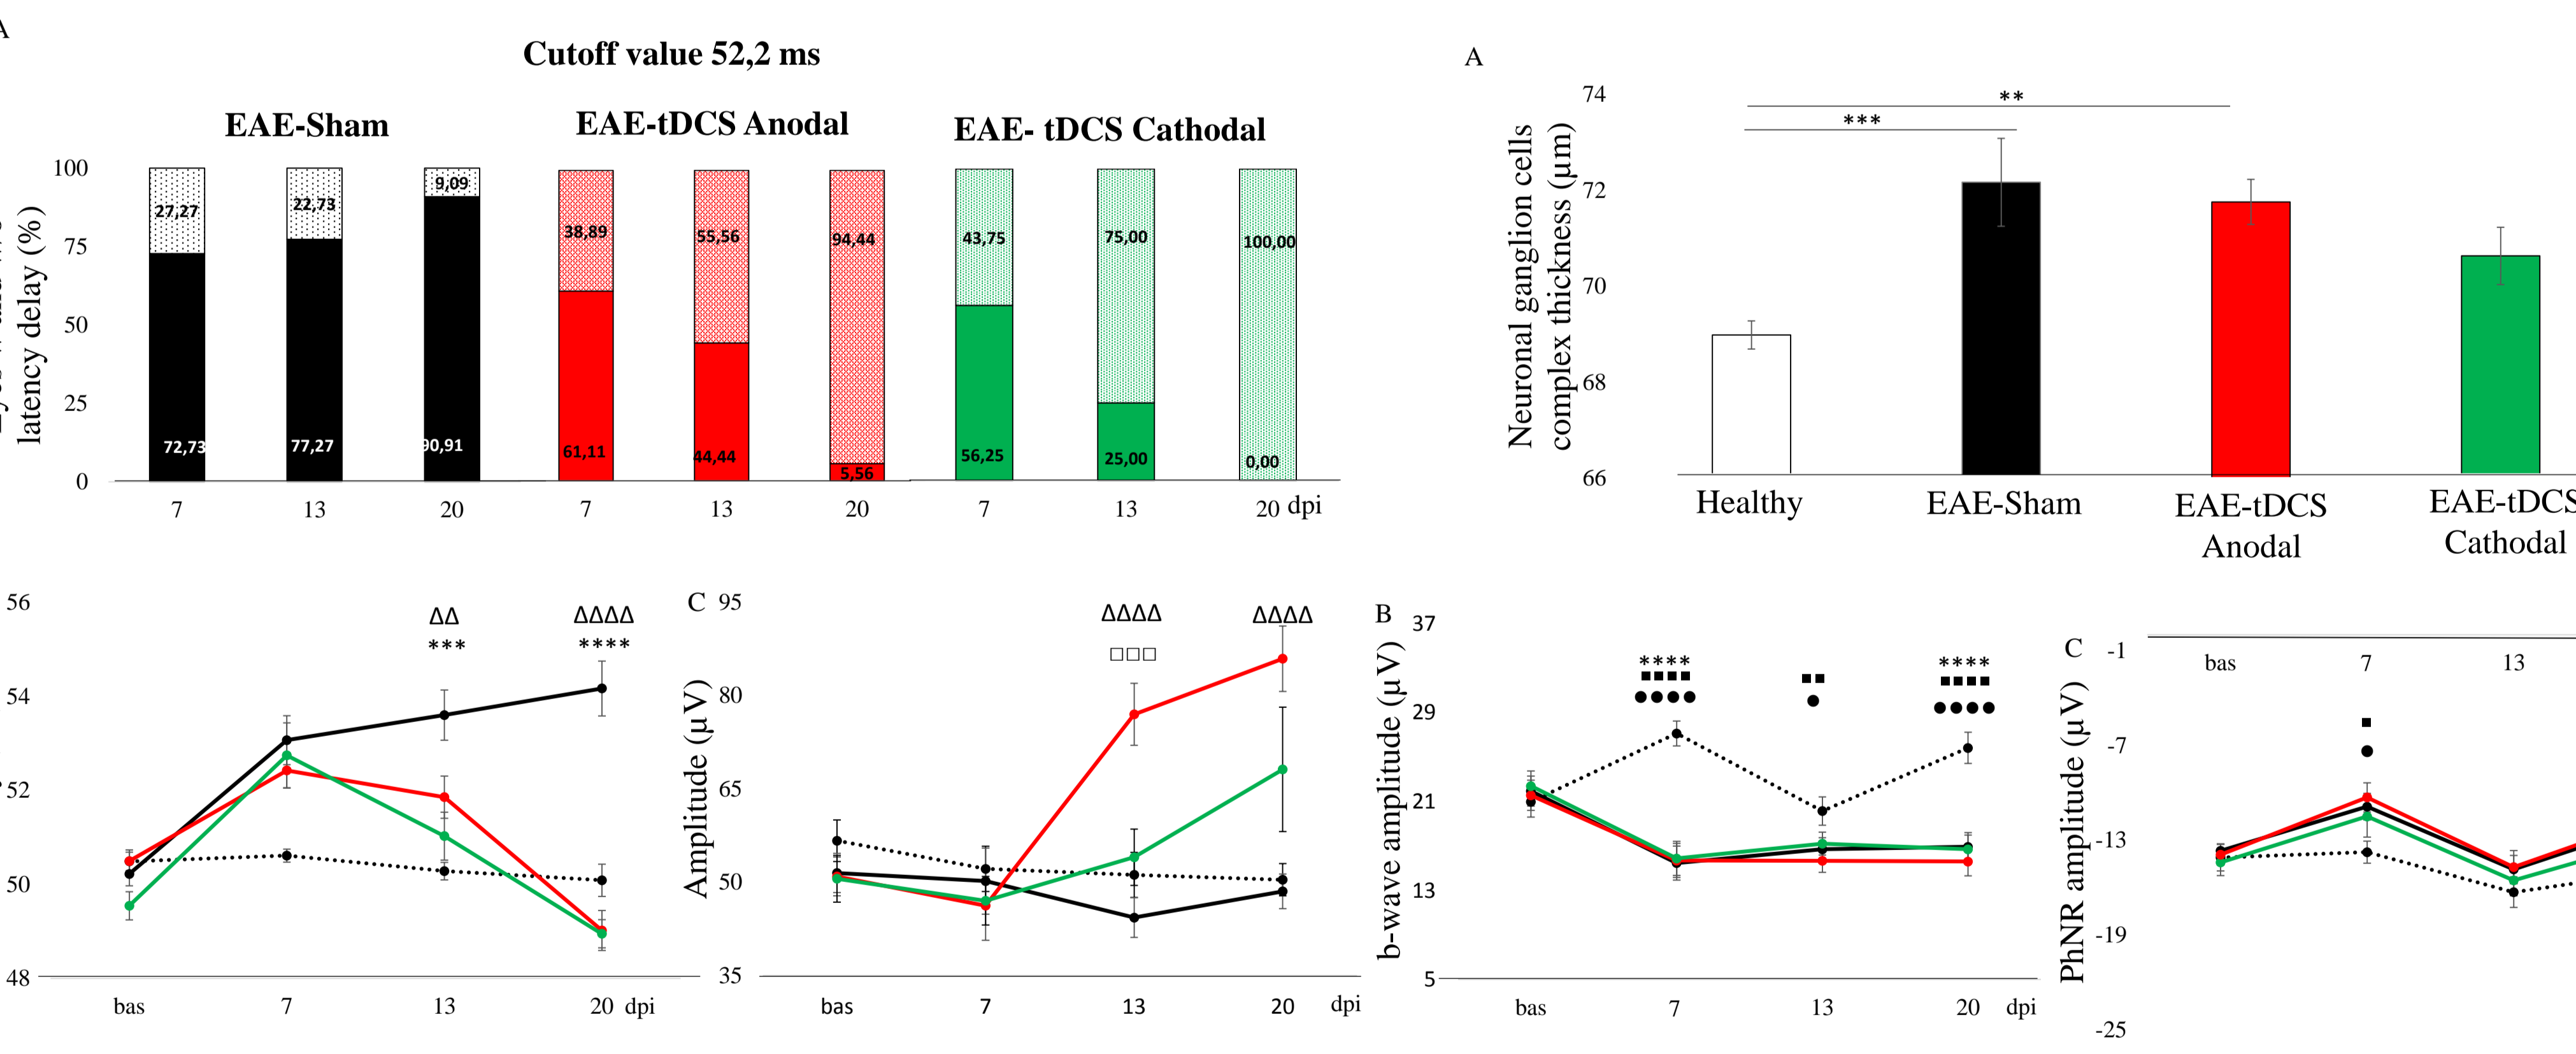 A
Cutoff value 52,2 ms
EAE-Sham
EAE-tDCS Anodal
EAE- tDCS Cathodal
latency delay (%)
100
75
50
25
0
27,27
22,73
9,09
38,89
55,56
94,44
43,75
75,00
100,00
72,73
77,27
90,91
61,11
44,44
5,56
56,25
25,00
0,00
7
13
20
7
13
20
7
13
20 dpi
A
Neuronal ganglion cells
complex thickness (μm)
74
72
70
68
66
**
***
Healthy
EAE-Sham
EAE-tDCS
Anodal
EAE-tDCS
Cathodal
56
54
52
50
48
ΔΔ
***
ΔΔΔΔ
****
bas
7
13
20 dpi
C
Amplitude (μV)
95
80
65
50
35
ΔΔΔΔ
□□□
ΔΔΔΔ
bas
7
13
20
dpi
B
b-wave amplitude (μV)
37
29
21
13
5
****
■■■■
●●●●
■■
●
****
■■■■
●●●●
bas
7
13
20
dpi
C
PhNR amplitude (μV)
-1
-7
-13
-19
-25
bas
7
13
■
●